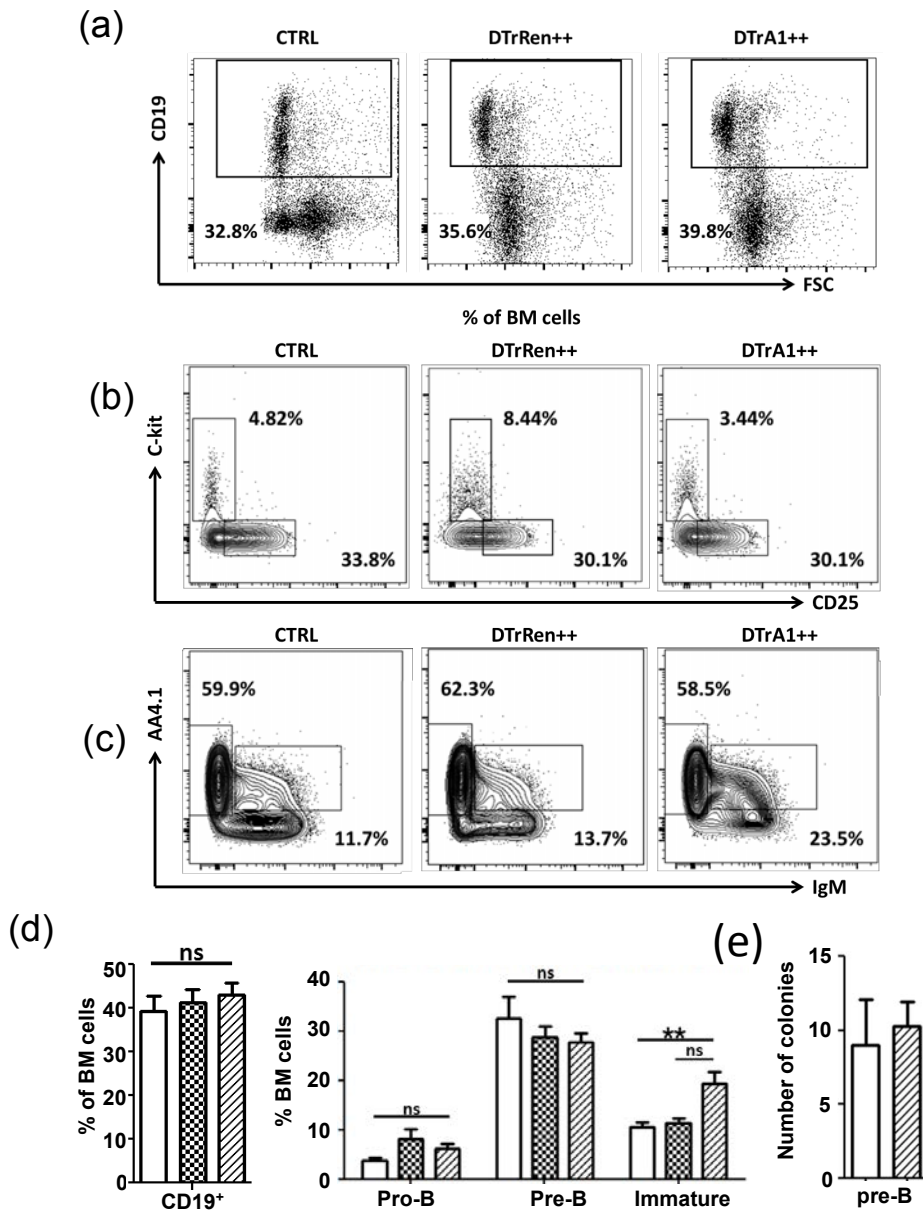 (a)
CTRL DTrRen++ DTrA1++
CD19
32.8% 35.6% 39.8%
FSC
% of BM cells
(b)
CTRL DTrRen++ DTrA1++
C-kit
4.82% 8.44% 3.44%
33.8% 30.1% 30.1%
CD25
(c)
CTRL DTrRen++ DTrA1++
AA4.1
59.9% 62.3% 58.5%
11.7% 13.7% 23.5%
IgM
(d)
ns
% of BM cells
50
40
30
20
10
0
CD19+
% BM cells
40
30
20
10
0
ns
ns
**
ns
Pro-B Pre-B Immature
(e)
Number of colonies
15
10
5
0
pre-B